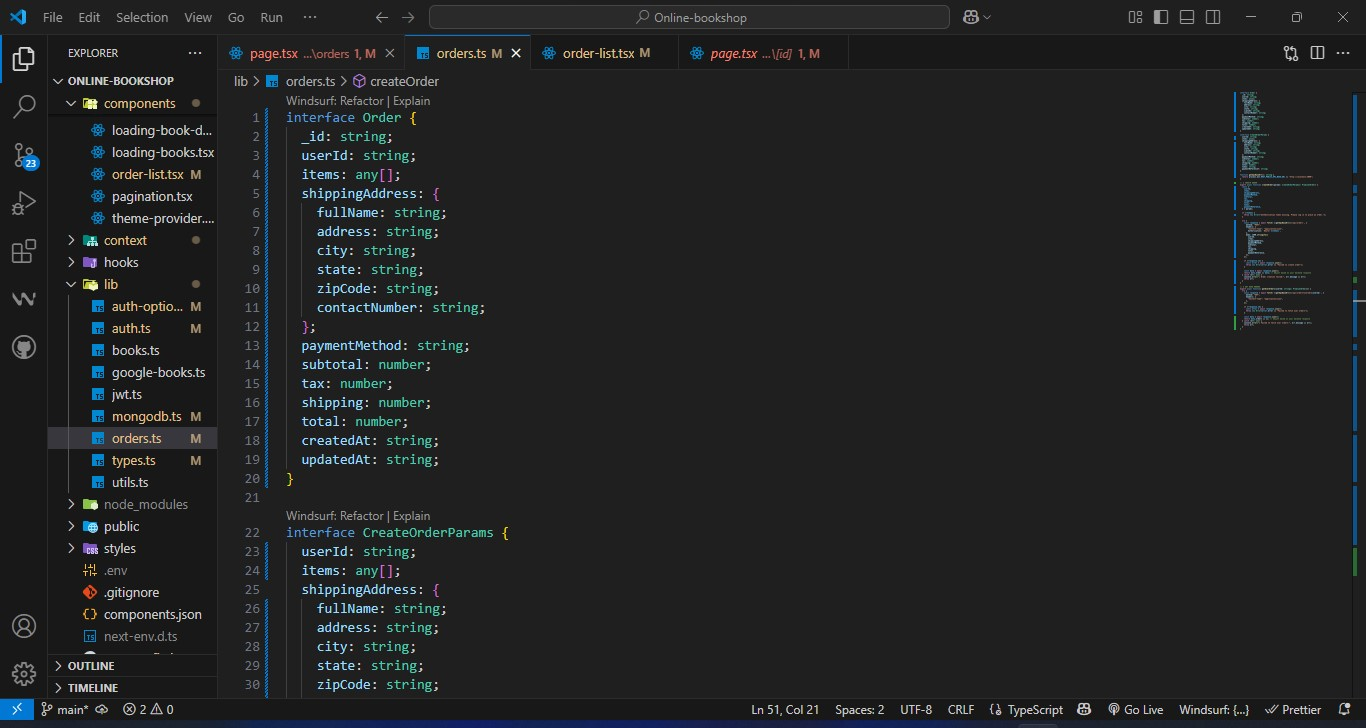 File Edit Selection View Go Run ··· Online-bookshop
EXPLORER ···
ONLINE-BOOKSHOP
components
loading-book-d...
loading-books.tsx
order-list.tsx M
pagination.tsx
theme-provider....
context
hooks
lib
auth-optio... M
auth.ts M
books.ts
google-books.ts
jwt.ts
mongodb.ts M
orders.ts M
types.ts M
utils.ts
node_modules
public
styles
.env
.gitignore
components.json
next-env.d.ts
OUTLINE
TIMELINE
23
page.tsx ...\orders 1, M
orders.ts M
order-list.tsx M
page.tsx ...\[id] 1, M
lib > orders.ts > createOrder
Windsurf: Refactor | Explain
1 interface Order {
2 _id: string;
3 userId: string;
4 items: any[];
5 shippingAddress: {
6 fullName: string;
7 address: string;
8 city: string;
9 state: string;
10 zipCode: string;
11 contactNumber: string;
12 };
13 paymentMethod: string;
14 subtotal: number;
15 tax: number;
16 shipping: number;
17 total: number;
18 createdAt: string;
19 updatedAt: string;
20 }
21
Windsurf: Refactor | Explain
22 interface CreateOrderParams {
23 userId: string;
24 items: any[];
25 shippingAddress: {
26 fullName: string;
27 address: string;
28 city: string;
29 state: string;
30 zipCode: string;
main* 2 0 Ln 51, Col 21 Spaces: 2 UTF-8 CRLF {} TypeScript Go Live Windsurf: {...} Prettier